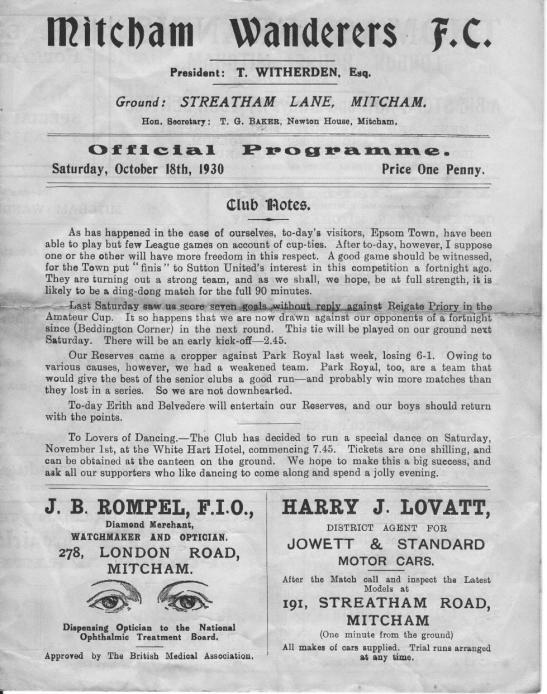 Mitcham Wanderers F.C.
President: T. WITHERDEN, Esq.
Ground: STREATHAM LANE, MITCHAM.
Hon. Secretary: T. G. BAKER, Newton House, Mitcham.
Official Programme.
Saturday, October 18th, 1930 Price One Penny.
Club Notes.
As has happened in the case of ourselves, to-day's visitors, Epsom Town, have been
able to play but few League games on account of cup-ties. After to-day, however, I suppose
one or the other will have more freedom in this respect. A good game should be witnessed,
for the Town put "finis" to Sutton United's interest in this competition a fortnight ago.
They are turning out a strong team, and as we shall, we hope, be at full strength, it is
likely to be a ding-dong match for the full 90 minutes.
Last Saturday saw us score seven goals without reply against Reigate Priory in the
Amateur Cup. It so happens that we are now drawn against our opponents of a fortnight
since (Beddington Corner) in the next round. This tie will be played on our ground next
Saturday. There will be an early kick-off—2.45.
Our Reserves came a cropper against Park Royal last week, losing 6-1. Owing to
various causes, however, we had a weakened team. Park Royal, too, are a team that
would give the best of the senior clubs a good run—and probably win more matches than
they lost in a series. So we are not downhearted.
To-day Erith and Belvedere will entertain our Reserves, and our boys should return
with the points.
To Lovers of Dancing.—The Club has decided to run a special dance on Saturday,
November 1st, at the White Hart Hotel, commencing 7.45. Tickets are one shilling, and
can be obtained at the canteen on the ground. We hope to make this a big success, and
ask all our supporters who like dancing to come along and spend a jolly evening.
J. B. ROMPEL, F.I.O.,
Diamond Merchant,
WATCHMAKER AND OPTICIAN.
278, LONDON ROAD,
MITCHAM.
Dispensing Optician to the National
Ophthalmic Treatment Board.
Approved by The British Medical Association.
HARRY J. LOVATT,
DISTRICT AGENT FOR
JOWETT & STANDARD
MOTOR CARS.
After the Match call and inspect the Latest
Models at
191, STREATHAM ROAD,
MITCHAM
(One minute from the ground)
All makes of cars supplied. Trial runs arranged
at any time.